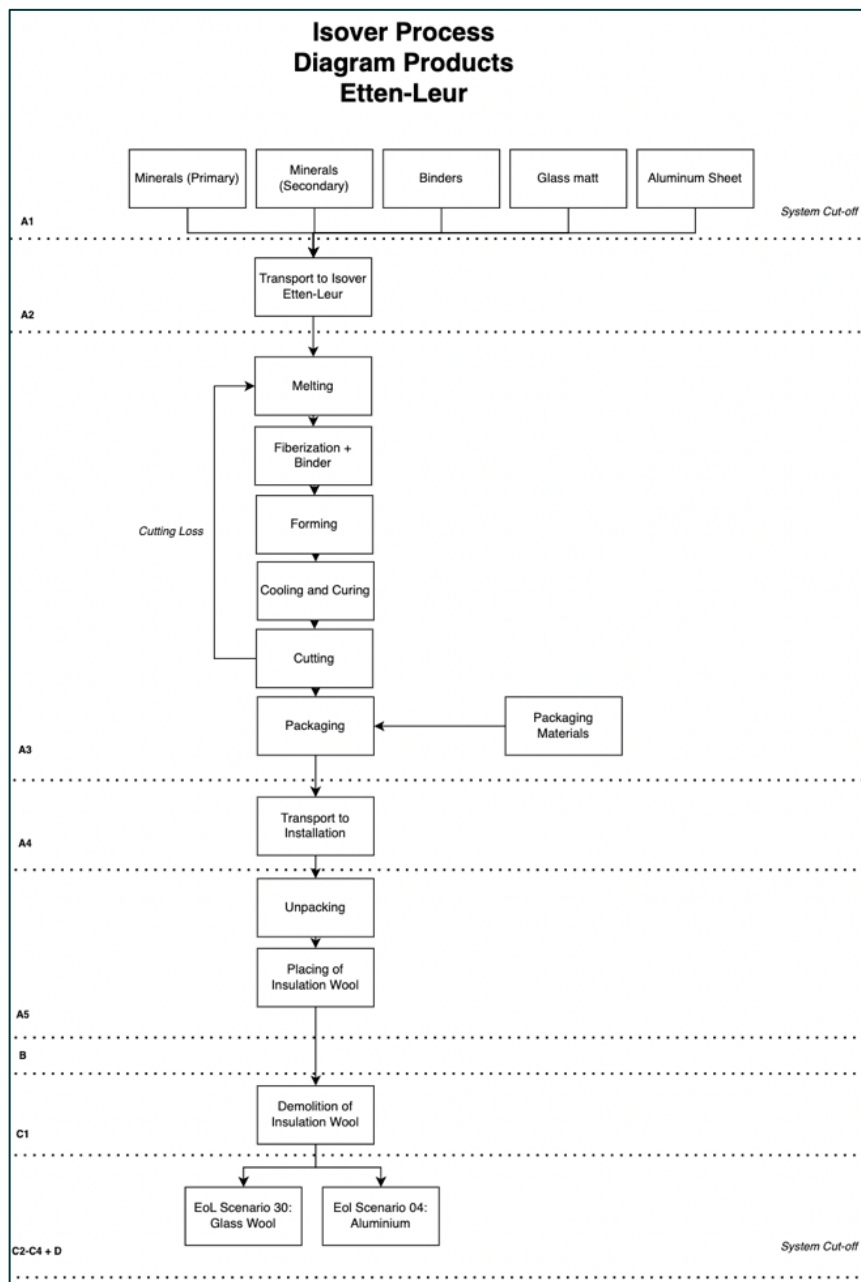 Isover Process
Diagram Products
Etten-Leur
Minerals (Primary)
Minerals
(Secondary)
Binders
Glass matt
Aluminum Sheet
A1
System Cut-off
Transport to Isover
Etten-Leur
A2
Melting
Fiberization +
Binder
Forming
Cutting Loss
Cooling and Curing
Cutting
Packaging
Packaging
Materials
A3
Transport to
Installation
A4
Unpacking
Placing of
Insulation Wool
A5
B
Demolition of
Insulation Wool
C1
EoL Scenario 30:
Glass Wool
Eol Scenario 04:
Aluminium
C2-C4 + D
System Cut-off